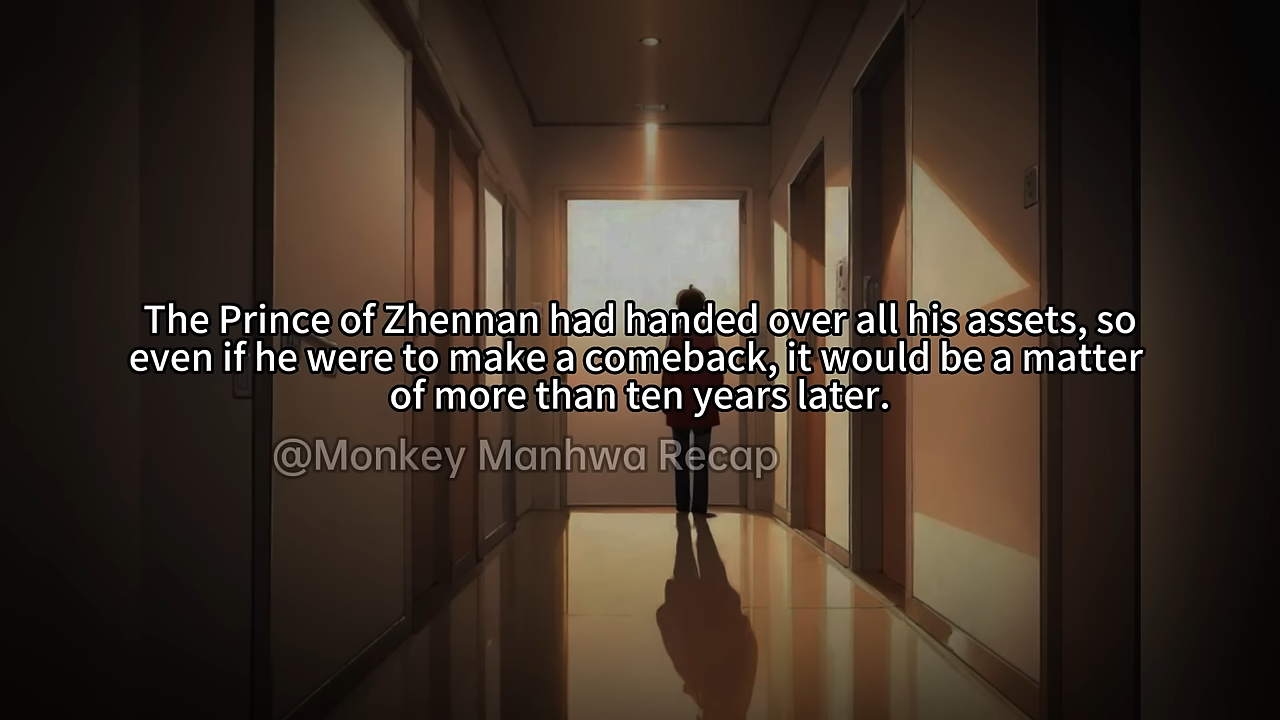 The Prince of Zhennan had handed over all his assets, so
even if he were to make a comeback, it would be a matter
of more than ten years later.
@Monkey Manhwa Recap